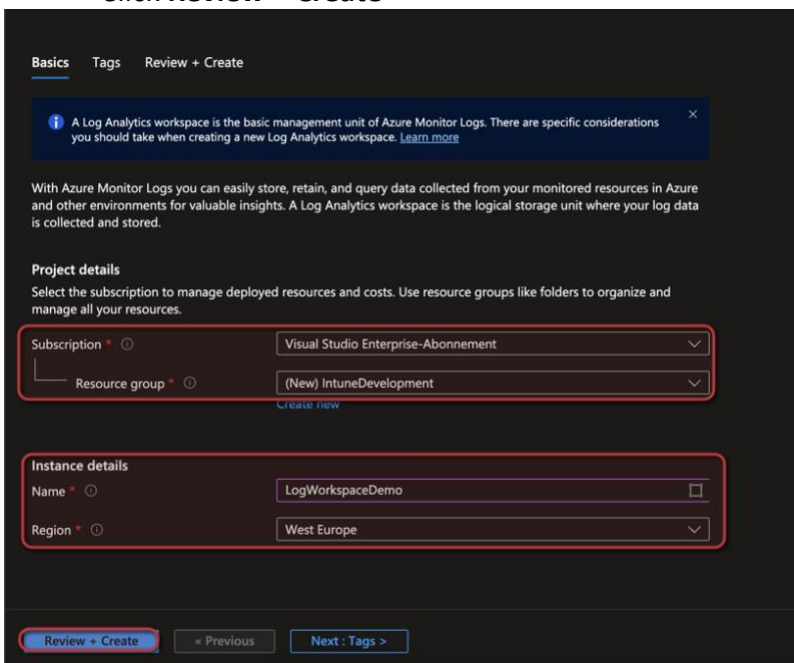 Click Review + Create
Basics Tags Review + Create
A Log Analytics workspace is the basic management unit of Azure Monitor Logs. There are specific considerations
you should take when creating a new Log Analytics workspace. Learn more
With Azure Monitor Logs you can easily store, retain, and query data collected from your monitored resources in Azure
and other environments for valuable insights. A Log Analytics workspace is the logical storage unit where your log data
is collected and stored.
Project details
Select the subscription to manage deployed resources and costs. Use resource groups like folders to organize and
manage all your resources.
Subscription * Visual Studio Enterprise-Abonnement
Resource group * (New) IntuneDevelopment
Create new
Instance details
Name * LogWorkspaceDemo
Region * West Europe
Review + Create « Previous Next : Tags >